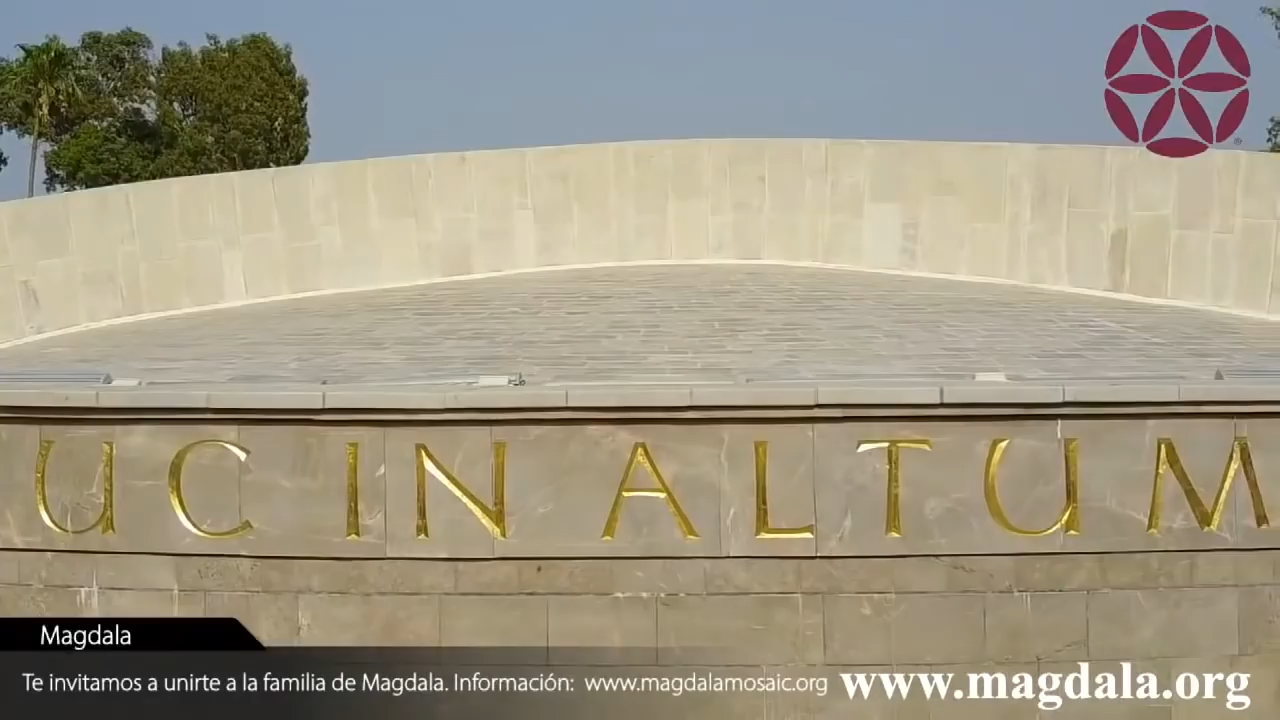 UC IN ALTUM
Magdala
Te invitamos a unirte a la familia de Magdala. Información: www.magdalamosaic.org
www.magdala.org